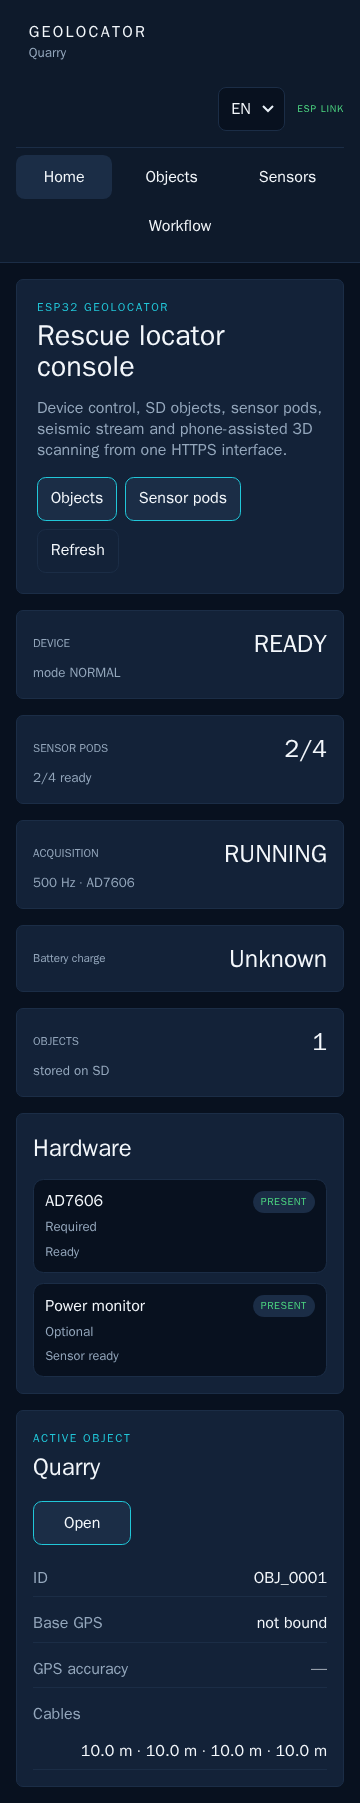 GEOLOCATOR
Quarry
EN
ESP LINK
Home
Objects
Sensors
Workflow
ESP32 GEOLOCATOR
Rescue locator
console
Device control, SD objects, sensor pods,
seismic stream and phone-assisted 3D
scanning from one HTTPS interface.
Objects
Sensor pods
Refresh
DEVICE
READY
mode NORMAL
SENSOR PODS
2/4
2/4 ready
ACQUISITION
RUNNING
500 Hz · AD7606
Battery charge
Unknown
OBJECTS
1
stored on SD
Hardware
AD7606
PRESENT
Required
Ready
Power monitor
PRESENT
Optional
Sensor ready
ACTIVE OBJECT
Quarry
Open
ID
OBJ_0001
Base GPS
not bound
GPS accuracy
—
Cables
10.0 m · 10.0 m · 10.0 m · 10.0 m